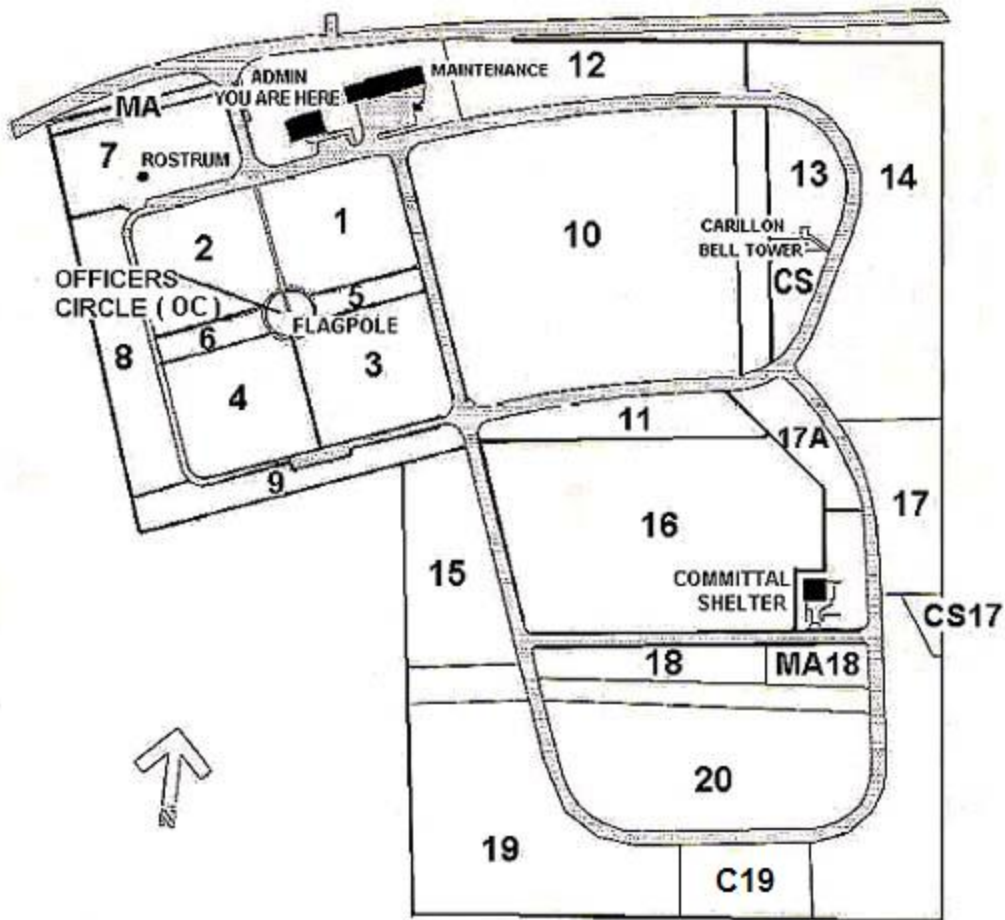 12
MAINTENANCE
ADMIN
YOU ARE HERE
MA
7
ROSTRUM
13
14
1
2
10
CARILLON
BELL TOWER
CS
OFFICERS
CIRCLE ( OC )
5
FLAGPOLE
6
8
3
4
11
17A
9
17
16
15
COMMITTAL
SHELTER
CS17
18
MA18
20
19
C19